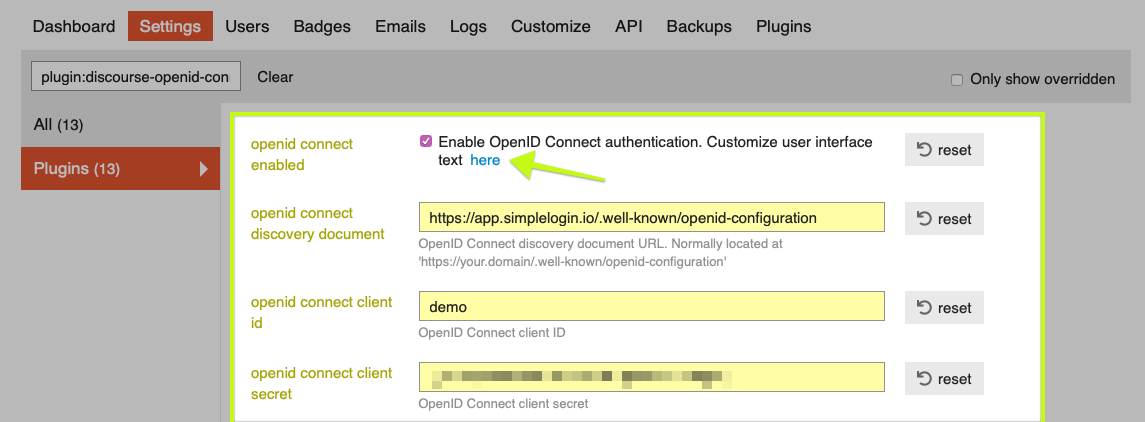 Dashboard Settings Users Badges Emails Logs Customize API Backups Plugins
plugin:discourse-openid-con Clear Only show overridden
All (13)
Plugins (13)
openid connect
enabled
Enable OpenID Connect authentication. Customize user interface
text here
reset
openid connect
discovery document
https://app.simplelogin.io/.well-known/openid-configuration
reset
OpenID Connect discovery document URL. Normally located at
'https://your.domain/.well-known/openid-configuration'
openid connect client
id
demo
reset
OpenID Connect client ID
openid connect client
secret
reset
OpenID Connect client secret